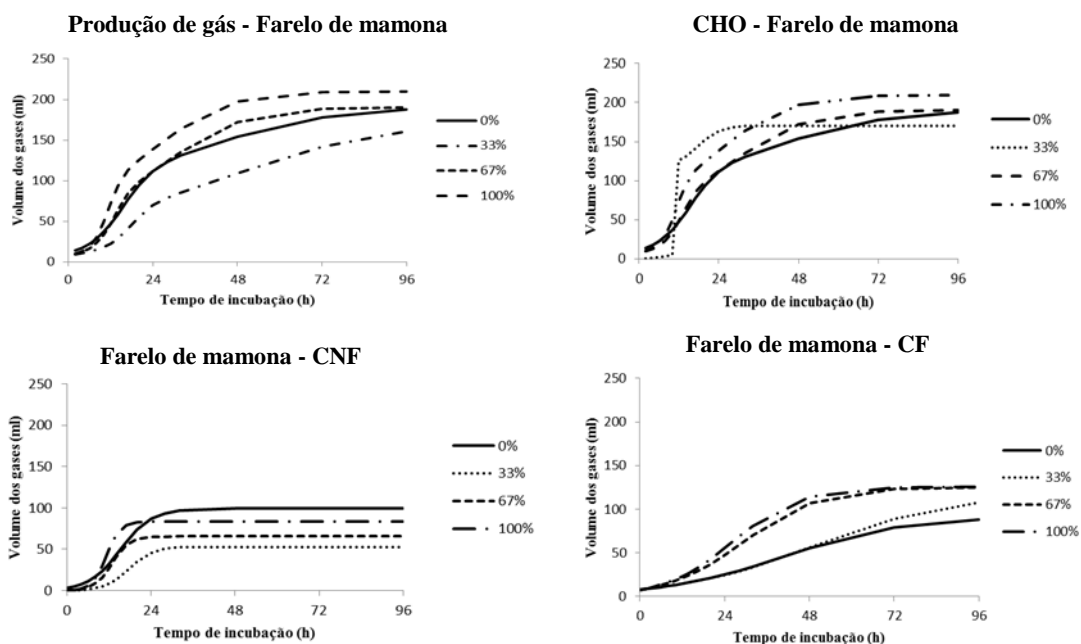 Produção de gás - Farelo de mamona
250
200
150
100
50
0
Volume dos gases (ml)
0 24 48 72 96
Tempo de incubação (h)
0%
33%
67%
100%
CHO - Farelo de mamona
250
200
150
100
50
0
Volume dos gases (ml)
0 24 48 72 96
Tempo de incubação (h)
0%
33%
67%
100%
Farelo de mamona - CNF
250
200
150
100
50
0
Volume dos gases (ml)
0 24 48 72 96
Tempo de incubação (h)
0%
33%
67%
100%
Farelo de mamona - CF
250
200
150
100
50
0
Volume dos gases (ml)
0 24 48 72 96
Tempo de incubação (h)
0%
33%
67%
100%